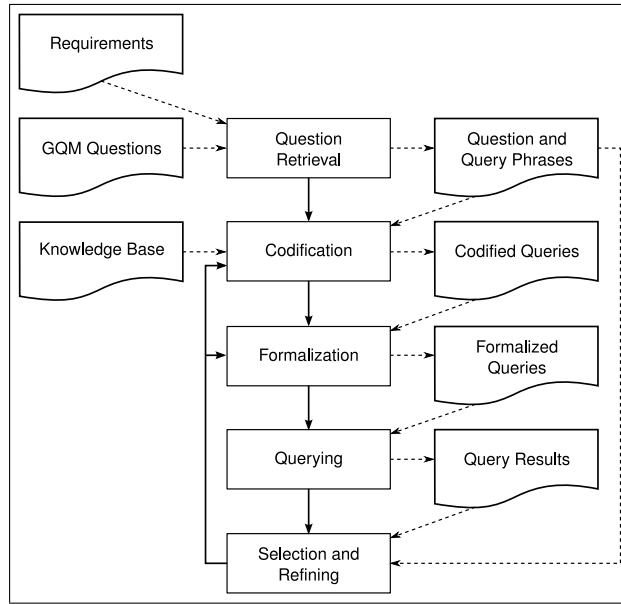 Requirements
GQM Questions
Question
Retrieval
Question and
Query Phrases
Knowledge Base
Codification
Codified Queries
Formalization
Formalized
Queries
Querying
Query Results
Selection and
Refining